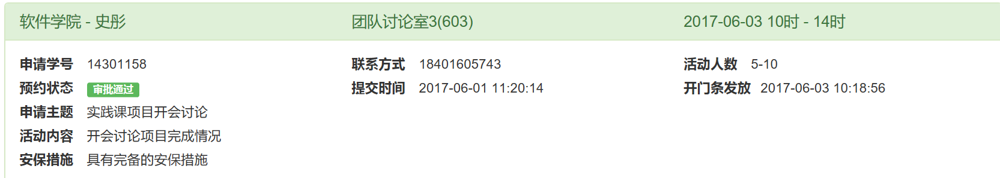 软件学院 - 史彤 团队讨论室3(603) 2017-06-03 10时 - 14时
申请学号 14301158 联系方式 18401605743 活动人数 5-10
预约状态 审批通过 提交时间 2017-06-01 11:20:14 开门条发放 2017-06-03 10:18:56
申请主题 实践课项目开会讨论
活动内容 开会讨论项目完成情况
安保措施 具有完备的安保措施